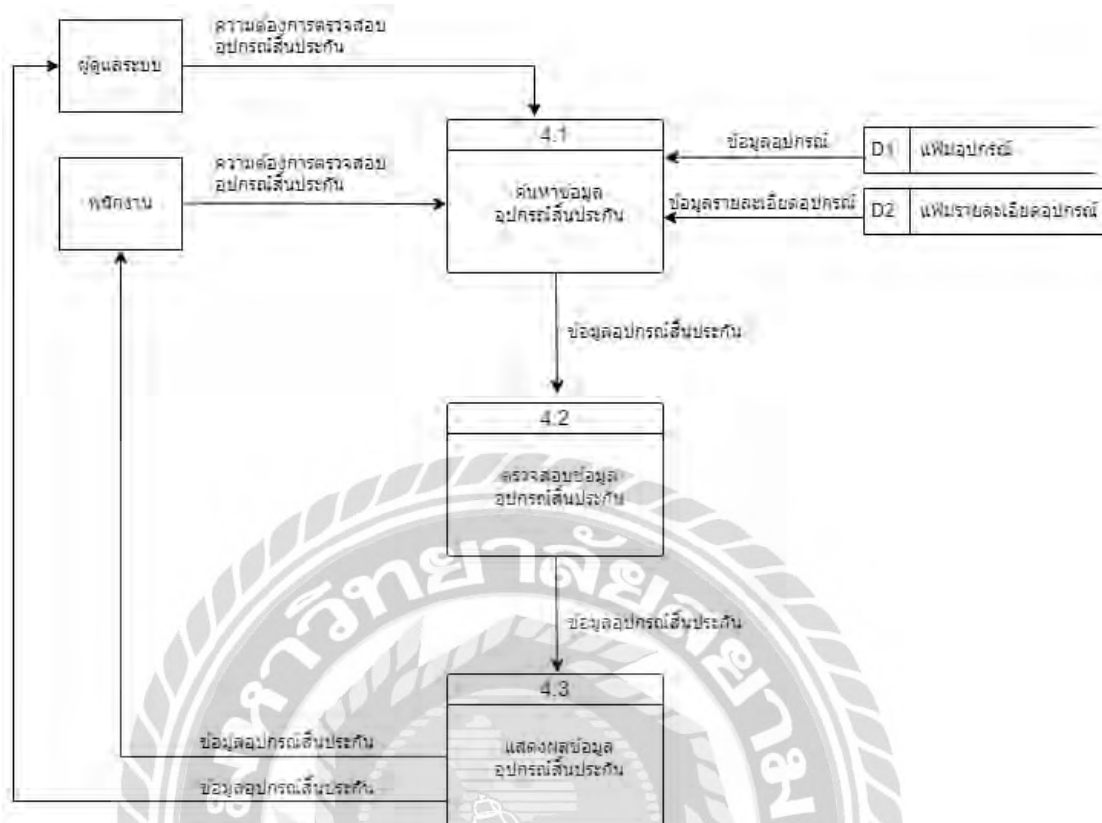 ความต้องการตรวจสอบ
อุปกรณ์สิ้นประกัน
ผู้ดูแลระบบ
ความต้องการตรวจสอบ
อุปกรณ์สิ้นประกัน
พนักงาน
4.1
ค้นหาข้อมูล
อุปกรณ์สิ้นประกัน
ข้อมูลอุปกรณ์
D1 แฟ้มอุปกรณ์
ข้อมูลรายละเอียดอุปกรณ์
D2 แฟ้มรายละเอียดอุปกรณ์
ข้อมูลอุปกรณ์สิ้นประกัน
4.2
ตรวจสอบข้อมูล
อุปกรณ์สิ้นประกัน
ข้อมูลอุปกรณ์สิ้นประกัน
4.3
แสดงผลข้อมูล
อุปกรณ์สิ้นประกัน
ข้อมูลอุปกรณ์สิ้นประกัน
ข้อมูลอุปกรณ์สิ้นประกัน
มหาวิทยาลัยสยาม